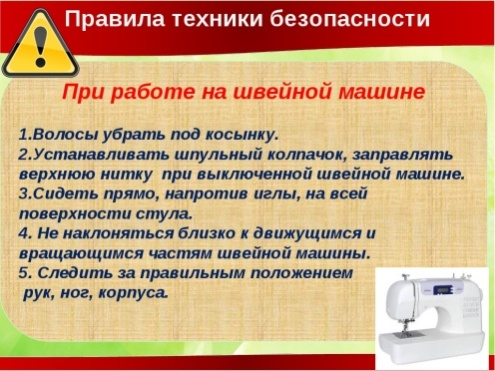 Правила техники безопасности
При работе на швейной машине
1.Волосы убрать под косынку.
2.Устанавливать шпульный колпачок, заправлять
верхнюю нитку при выключенной швейной машине.
3.Сидеть прямо, напротив иглы, на всей
поверхности стула.
4. Не наклоняться близко к движущимся и
вращающимся частям швейной машины.
5. Следить за правильным положением
рук, ног, корпуса.